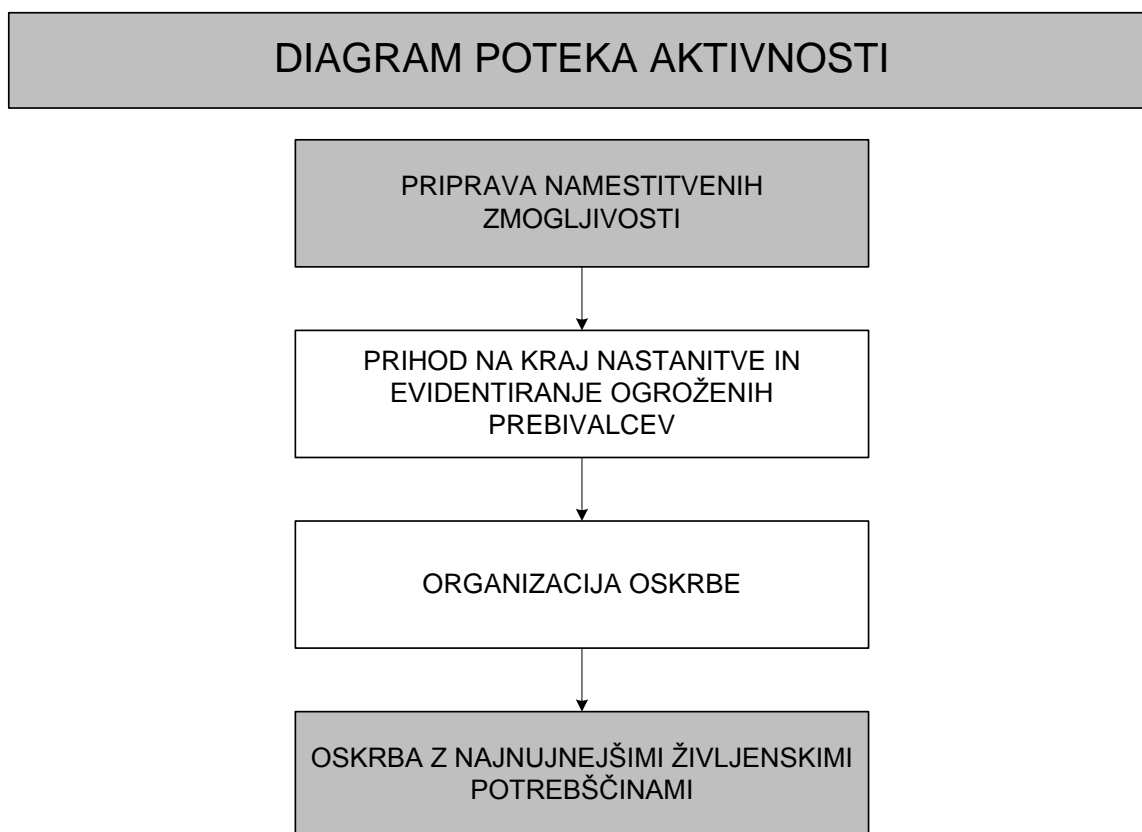 DIAGRAM POTEKA AKTIVNOSTI
PRIPRAVA NAMESTITVENIH
ZMOGLJIVOSTI
PRIHOD NA KRAJ NASTANITVE IN
EVIDENTIRANJE OGROŽENIH
PREBIVALCEV
ORGANIZACIJA OSKRBE
OSKRBA Z NAJNUJNEJŠIMI ŽIVLJENSKIMI
POTREBŠČINAMI